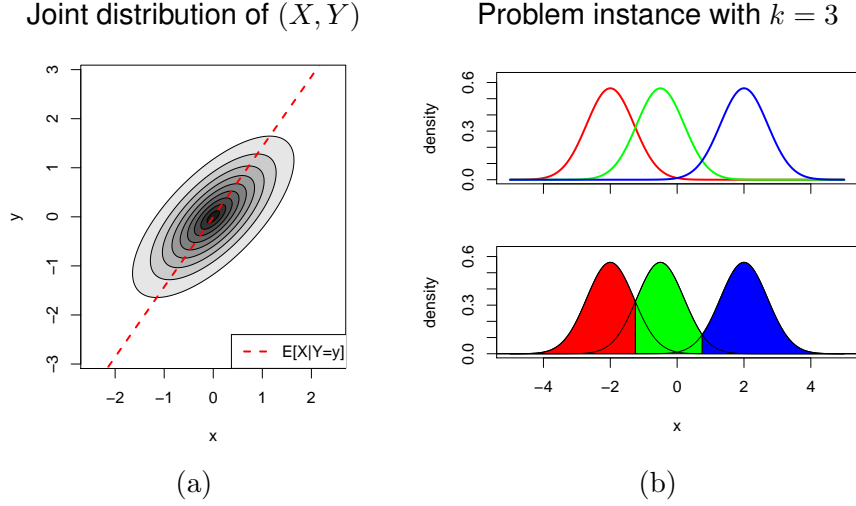 Joint distribution of (X, Y)
3
2
1
0
−1
−2
−3
y
E[X|Y=y]
−2
−1
0
1
2
x
(a)
Problem instance with k = 3
0.6
0.3
0.0
density
0.6
0.3
0.0
density
−4
−2
0
2
4
x
(b)